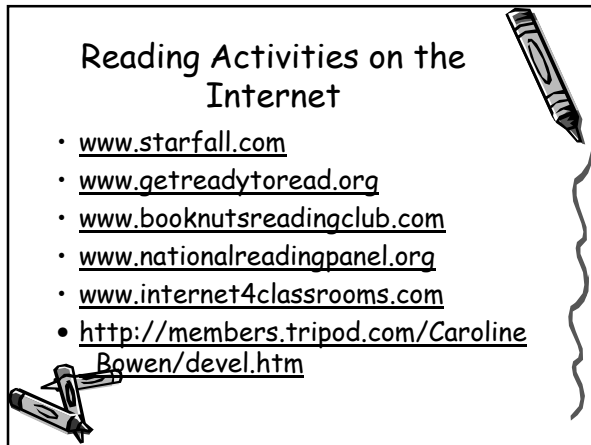 Reading Activities on the
Internet
• www.starfall.com
• www.getreadytoread.org
• www.booknutsreadingclub.com
• www.nationalreadingpanel.org
• www.internet4classrooms.com
• http://members.tripod.com/Caroline
Bowen/devel.htm